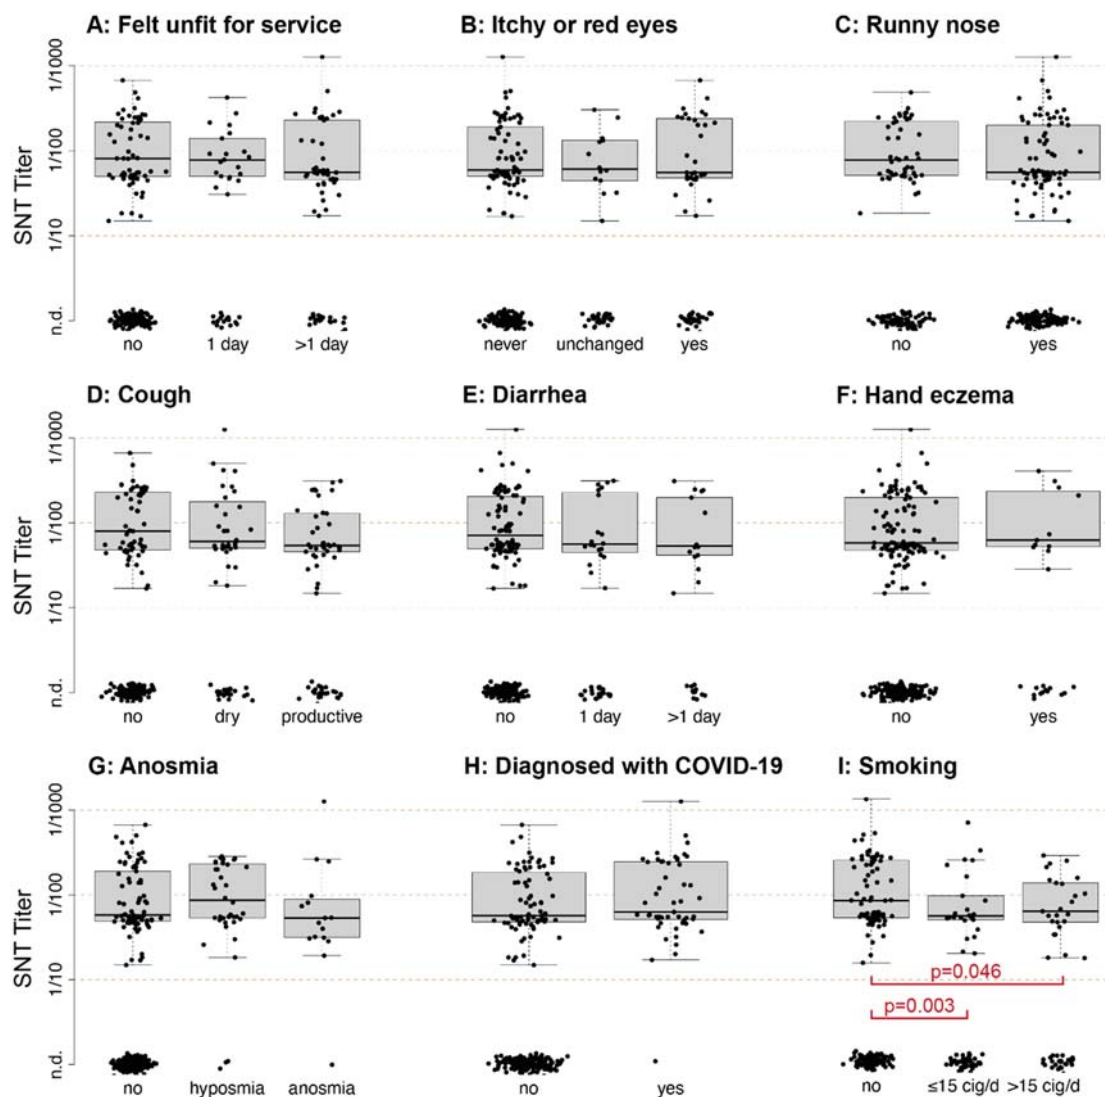 A: Felt unfit for service
B: Itchy or red eyes
C: Runny nose
SNT Titer
1/1000
1/100
1/10
n.d.
no 1 day >1 day
never unchanged yes
no yes
D: Cough
E: Diarrhea
F: Hand eczema
SNT Titer
1/1000
1/100
1/10
n.d.
no dry productive
no 1 day >1 day
no yes
G: Anosmia
H: Diagnosed with COVID-19
I: Smoking
SNT Titer
1/1000
1/100
1/10
n.d.
p=0.046
p=0.003
no hyposmia anosmia
no yes
no ≤15 cig/d >15 cig/d